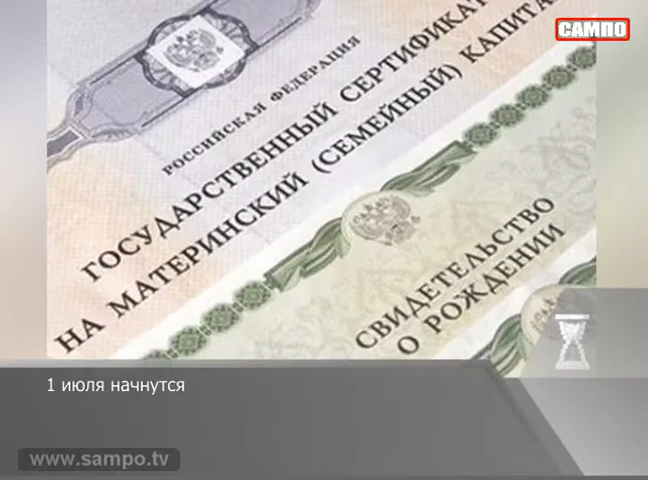 САМПО
РОССИЙСКАЯ ФЕДЕРАЦИЯ
ГОСУДАРСТВЕННЫЙ СЕРТИФИКАТ
НА МАТЕРИНСКИЙ (СЕМЕЙНЫЙ) КАПИТА
СВИДЕТЕЛЬСТВО
О РОЖДЕНИИ
1 июля начнутся
www.sampo.tv